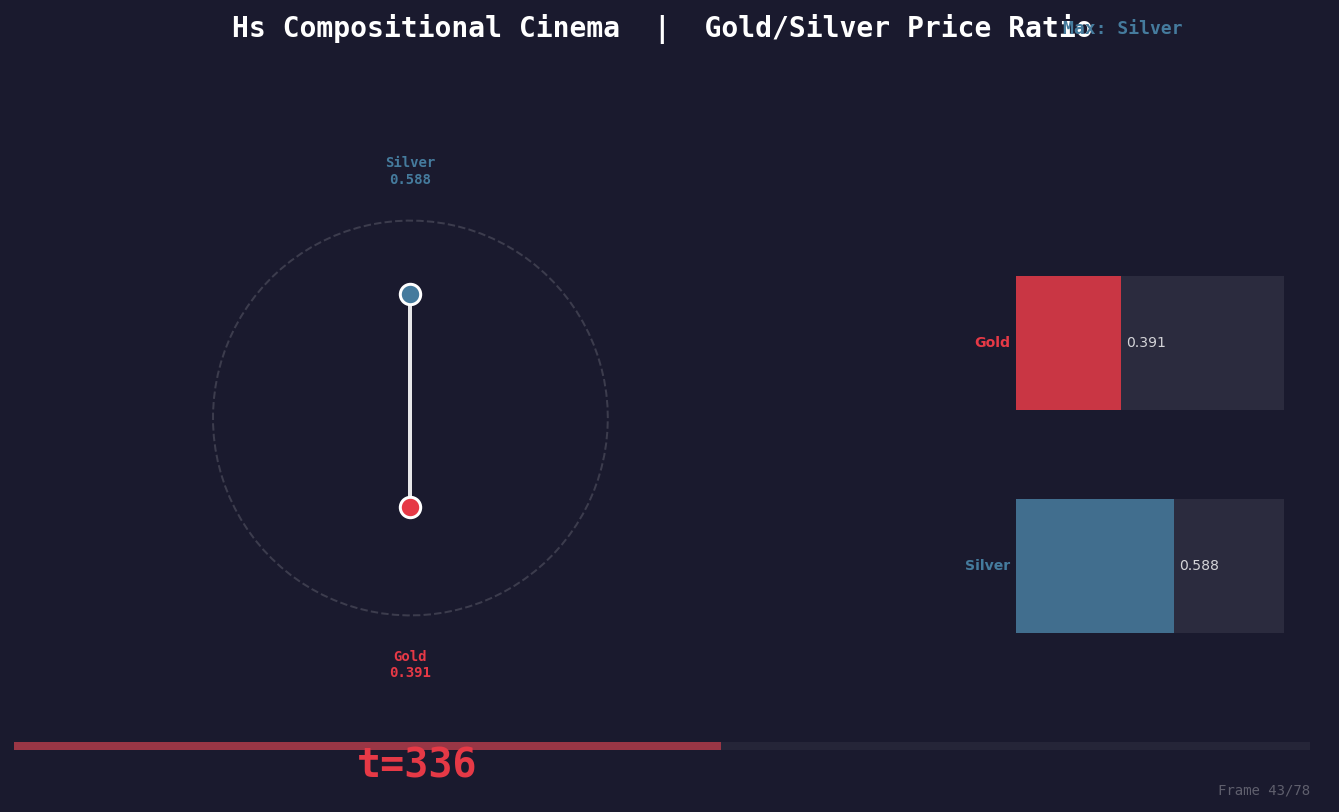 Hs Compositional Cinema | Gold/Silver Price Ratio
Max: Silver
Silver
0.588
Gold
0.391
Gold 0.391
Silver 0.588
t=336
Frame 43/78